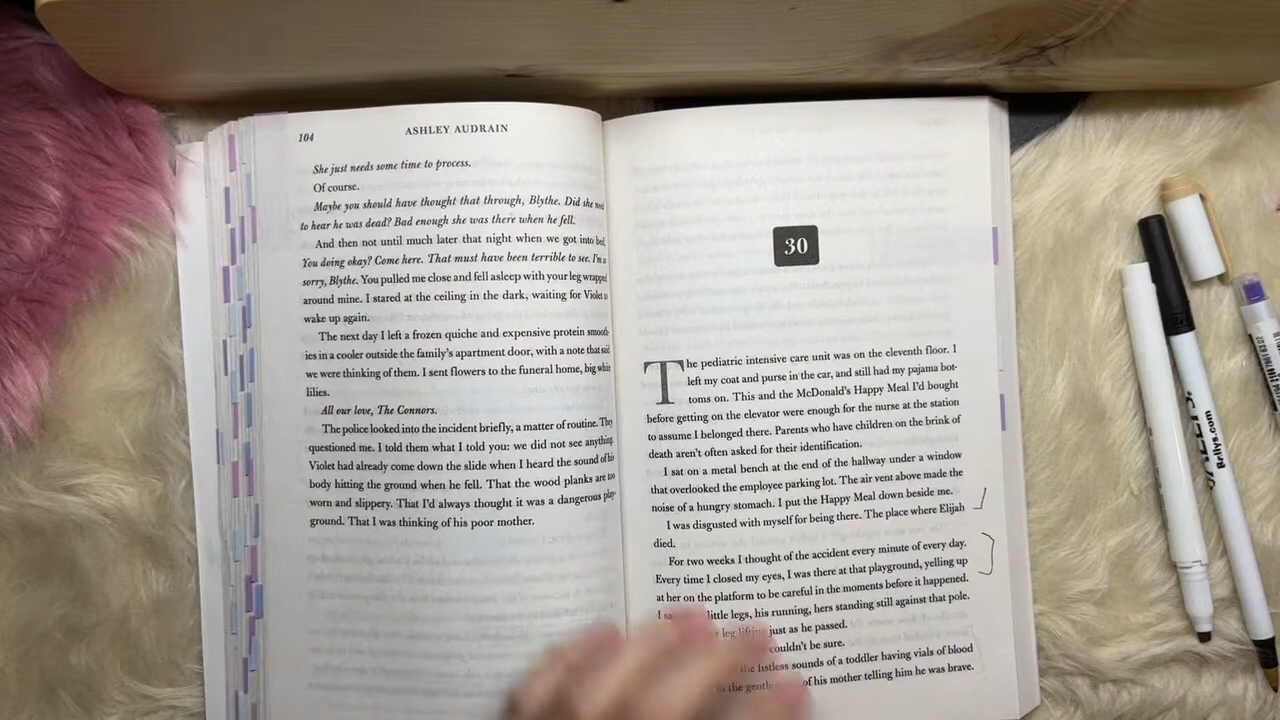 104
ASHLEY AUDRAIN
She just needs some time to process.
Of course.
Maybe you should have thought that through, Blythe. Did she need
to hear he was dead? Bad enough she was there when he fell.
And then not until much later that night when we got into bed,
You doing okay? Come here. That must have been terrible to see. I'm so
sorry, Blythe. You pulled me close and fell asleep with your leg wrapped
around mine. I stared at the ceiling in the dark, waiting for Violet to
wake up again.
The next day I left a frozen quiche and expensive protein smooth-
ies in a cooler outside the family's apartment door, with a note that said
we were thinking of them. I sent flowers to the funeral home, big white
lilies.
All our love, The Connors.
The police looked into the incident briefly, a matter of routine. They
questioned me. I told them what I told you: we did not see anything.
Violet had already come down the slide when I heard the sound of his
body hitting the ground when he fell. That the wood planks are too
worn and slippery. That I'd always thought it was a dangerous play-
ground. That I was thinking of his poor mother.
30
The pediatric intensive care unit was on the eleventh floor. I
left my coat and purse in the car, and still had my pajama bot-
toms on. This and the McDonald's Happy Meal I'd bought
before getting on the elevator were enough for the nurse at the station
to assume I belonged there. Parents who have children on the brink of
death aren't often asked for their identification.
I sat on a metal bench at the end of the hallway under a window
that overlooked the employee parking lot. The air vent above made the
noise of a hungry stomach. I put the Happy Meal down beside me.
I was disgusted with myself for being there. The place where Elijah
died.
For two weeks I thought of the accident every minute of every day.
Every time I closed my eyes, I was there at that playground, yelling up
at her on the platform to be careful in the moments before it happened.
I little legs, his running, hers standing still against that pole.
leg lifting just as he passed.
couldn't be sure.
the listless sounds of a toddler having vials of blood
the of his mother telling him he was brave.
Brllys.com